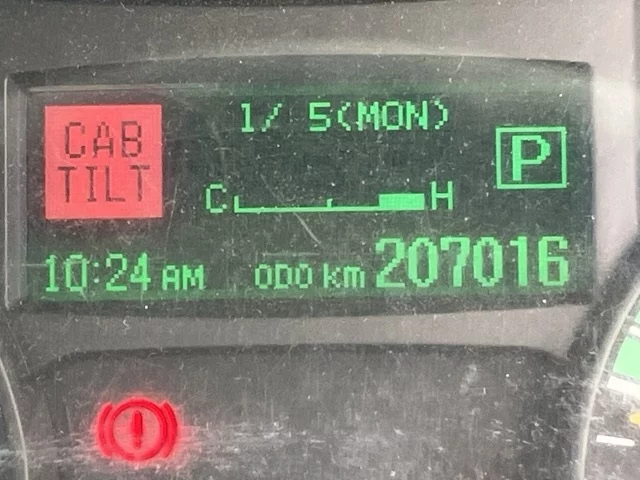 CAB
TILT
1/ 5(MON)
P
C H
10:24 AM
ODO km 207016